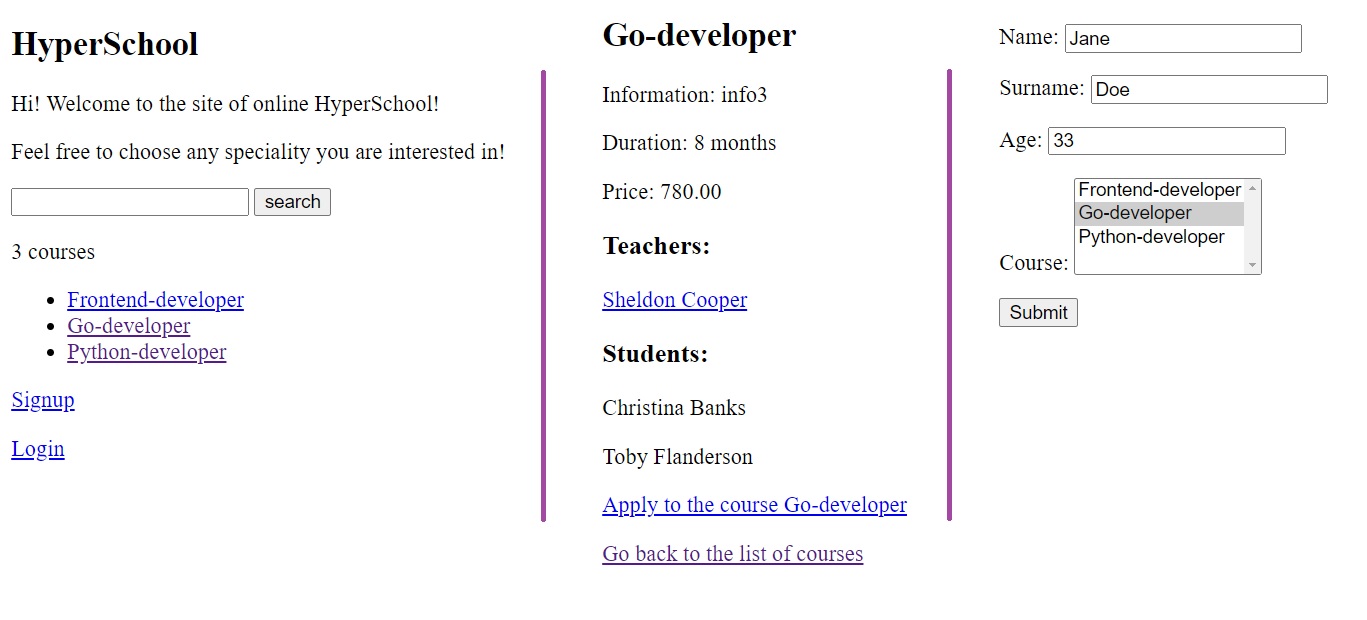 HyperSchool
Hi! Welcome to the site of online HyperSchool!
Feel free to choose any speciality you are interested in!
search
3 courses
Frontend-developer
Go-developer
Python-developer
Signup
Login
Go-developer
Information: info3
Duration: 8 months
Price: 780.00
Teachers:
Sheldon Cooper
Students:
Christina Banks
Toby Flanderson
Apply to the course Go-developer
Go back to the list of courses
Name: Jane
Surname: Doe
Age: 33
Frontend-developer
Go-developer
Python-developer
Course:
Submit